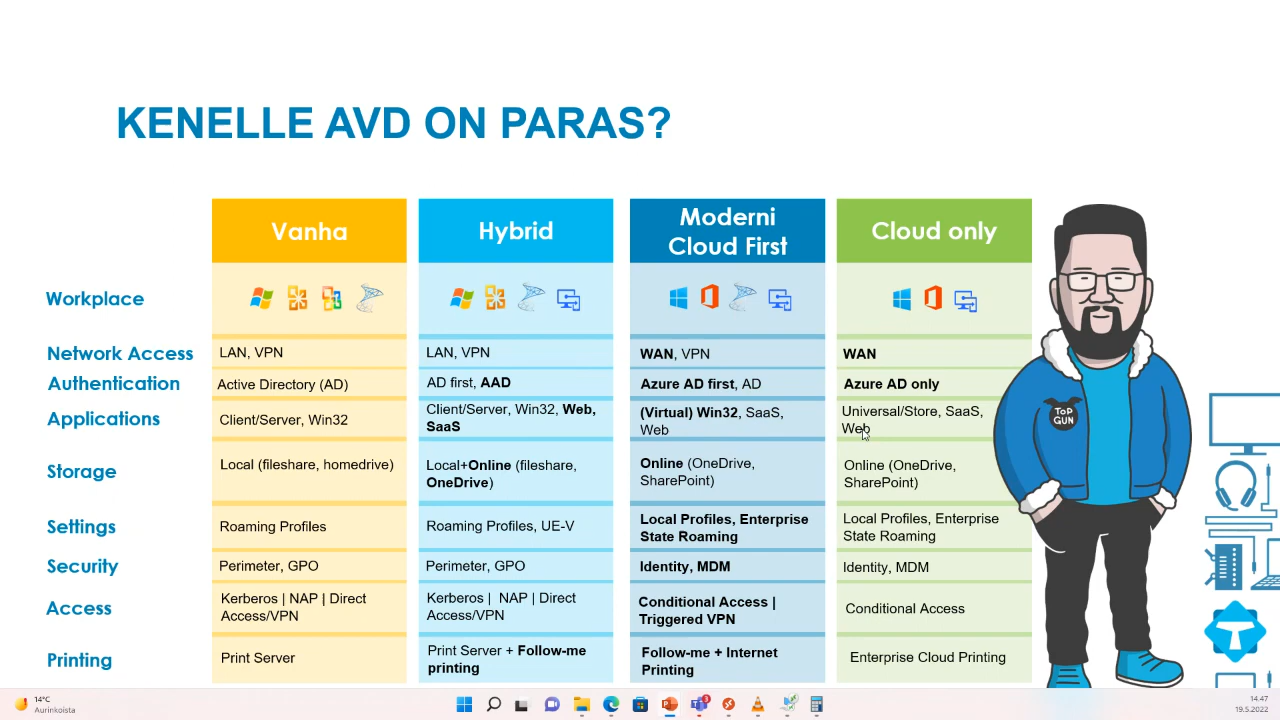 KENELLE AVD ON PARAS?
Vanha
Hybrid
Moderni
Cloud First
Cloud only
Workplace
Network Access
LAN, VPN
LAN, VPN
WAN, VPN
WAN
Authentication
Active Directory (AD)
AD first, AAD
Azure AD first, AD
Azure AD only
Applications
Client/Server, Win32
Client/Server, Win32, Web,
SaaS
(Virtual) Win32, SaaS,
Web
Universal/Store, SaaS,
Web
Storage
Local (fileshare, homedrive)
Local+Online (fileshare,
OneDrive)
Online (OneDrive,
SharePoint)
Online (OneDrive,
SharePoint)
Settings
Roaming Profiles
Roaming Profiles, UE-V
Local Profiles, Enterprise
State Roaming
Local Profiles, Enterprise
State Roaming
Security
Perimeter, GPO
Perimeter, GPO
Identity, MDM
Identity, MDM
Access
Kerberos | NAP | Direct
Access/VPN
Kerberos | NAP | Direct
Access/VPN
Conditional Access |
Triggered VPN
Conditional Access
Printing
Print Server
Print Server + Follow-me
printing
Follow-me + Internet
Printing
Enterprise Cloud Printing
TOP
GUN
14°C
Aurinkoista
14.47
19.5.2022